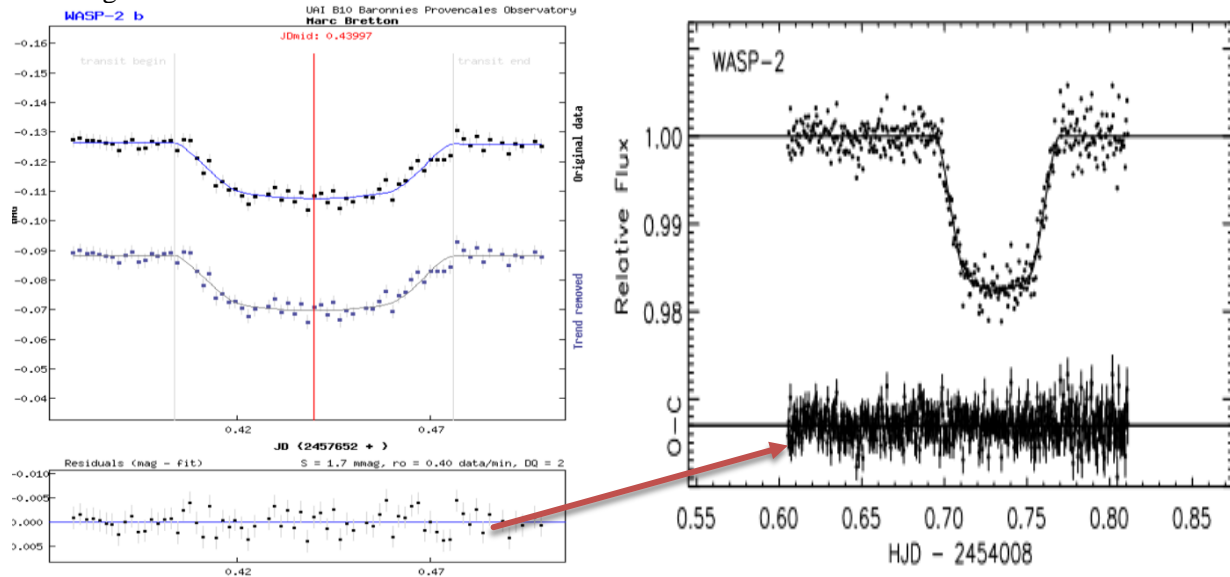 UAI B10 Baronnies Provencales Observatory
WASP-2 b
Marc Bretton
JDmid: 0.43997
transit begin
transit end
-0.16
-0.15
-0.14
-0.13
-0.12
-0.11
-0.10
-0.09
-0.08
-0.07
-0.06
-0.05
-0.04
Original data
Trend removed
0.42
0.47
JD (2457652 + )
Residuals (mag - fit)
S = 1.7 mmag, ro = 0.40 data/min, DQ = 2
-0.010
-0.005
0.000
0.005
0.42
0.47
WASP-2
1.00
0.99
0.98
Relative Flux
O-C
0.55
0.60
0.65
0.70
0.75
0.80
0.85
HJD - 2454008